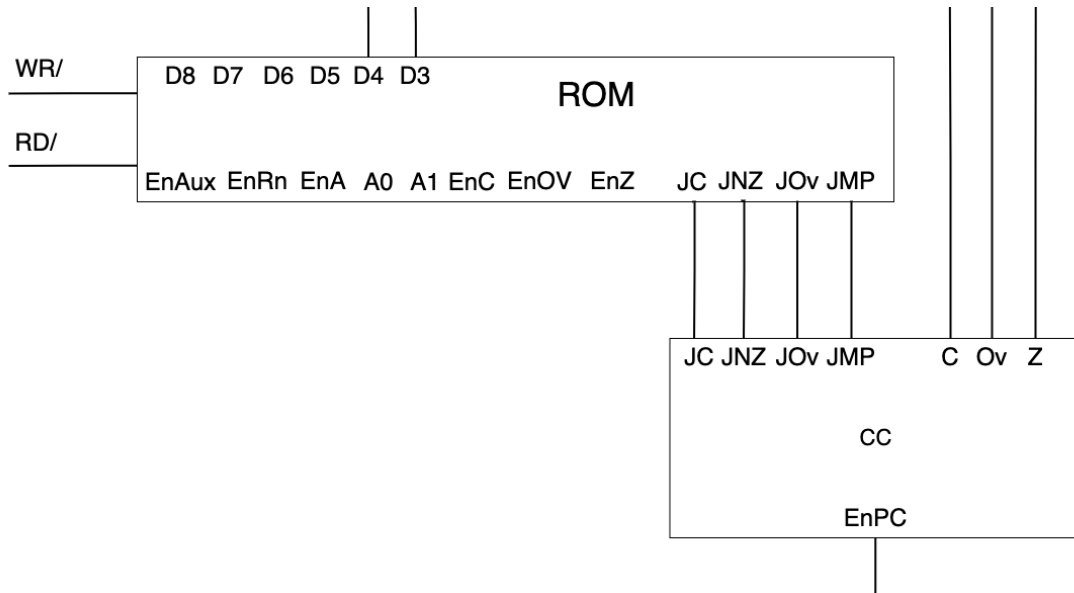 WR/
D8 D7 D6 D5 D4 D3
ROM
RD/
EnAux EnRn EnA A0 A1 EnC EnOV EnZ JC JNZ JOv JMP
JC JNZ JOv JMP C Ov Z
CC
EnPC